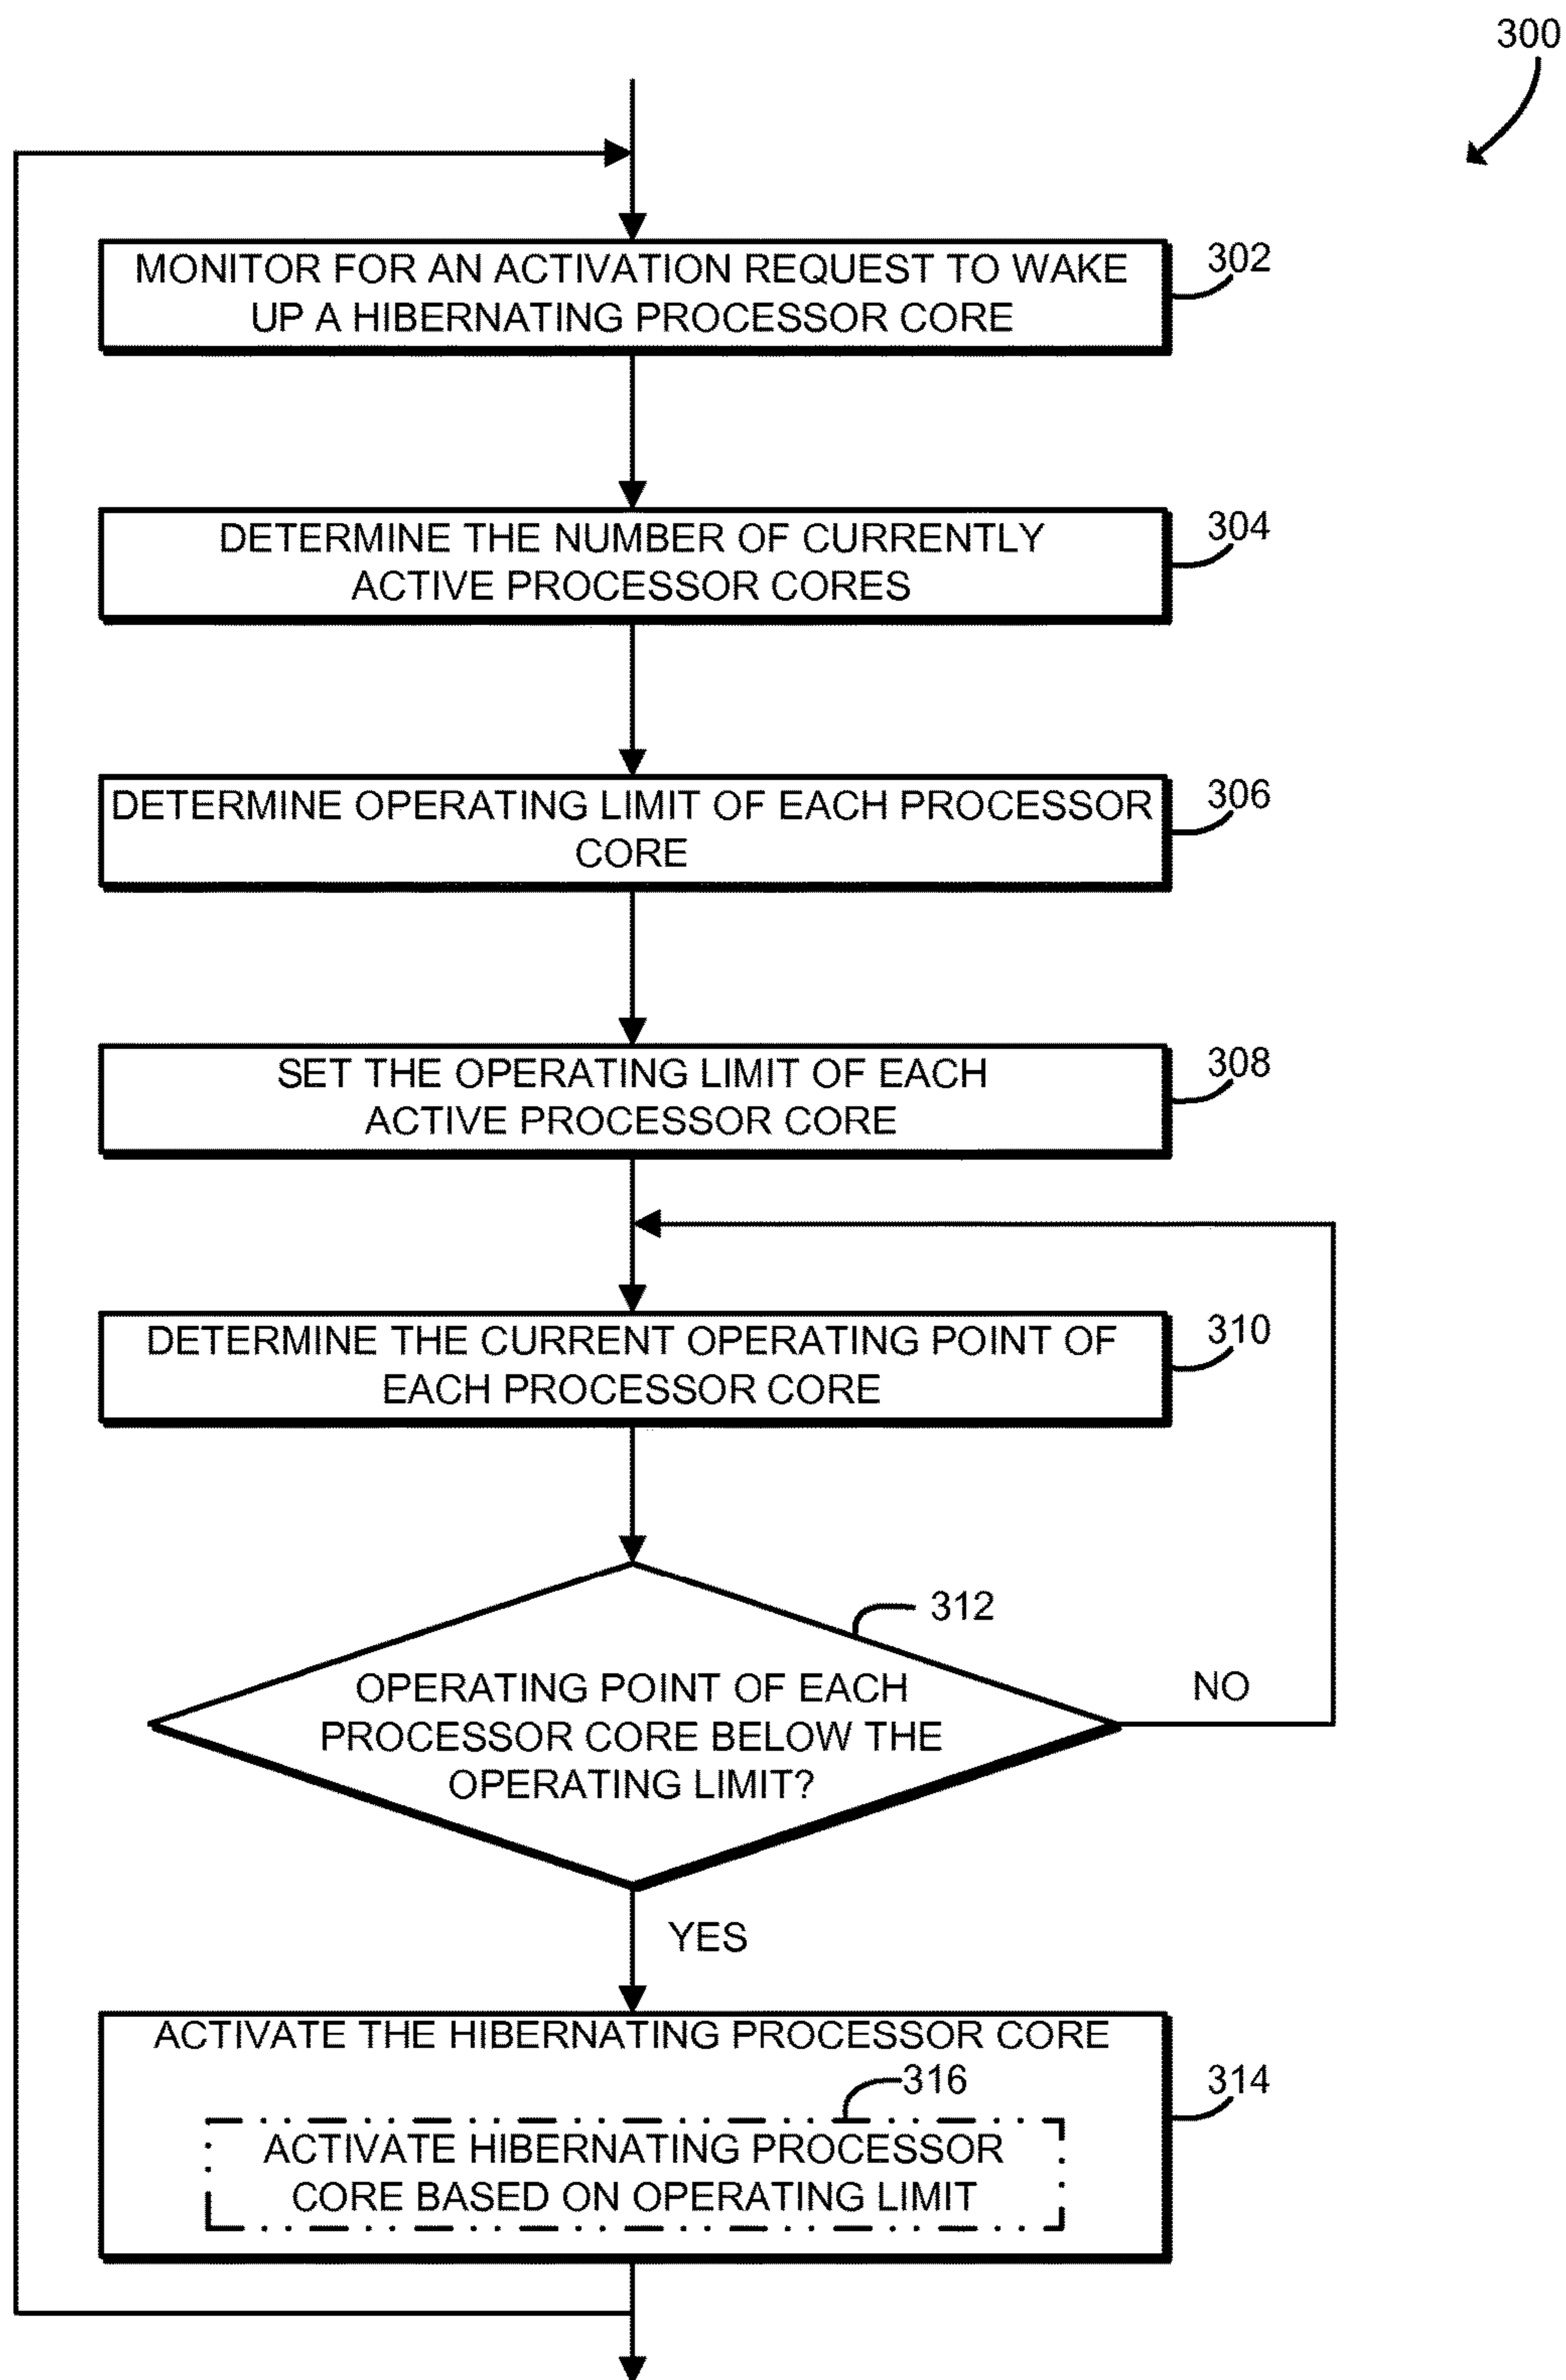 300
MONITOR FOR AN ACTIVATION REQUEST TO WAKE
UP A HIBERNATING PROCESSOR CORE
302
DETERMINE THE NUMBER OF CURRENTLY
ACTIVE PROCESSOR CORES
304
DETERMINE OPERATING LIMIT OF EACH PROCESSOR
CORE
306
SET THE OPERATING LIMIT OF EACH
ACTIVE PROCESSOR CORE
308
DETERMINE THE CURRENT OPERATING POINT OF
EACH PROCESSOR CORE
310
312
OPERATING POINT OF EACH
PROCESSOR CORE BELOW THE
OPERATING LIMIT?
NO
YES
ACTIVATE THE HIBERNATING PROCESSOR CORE
314
316
ACTIVATE HIBERNATING PROCESSOR
CORE BASED ON OPERATING LIMIT